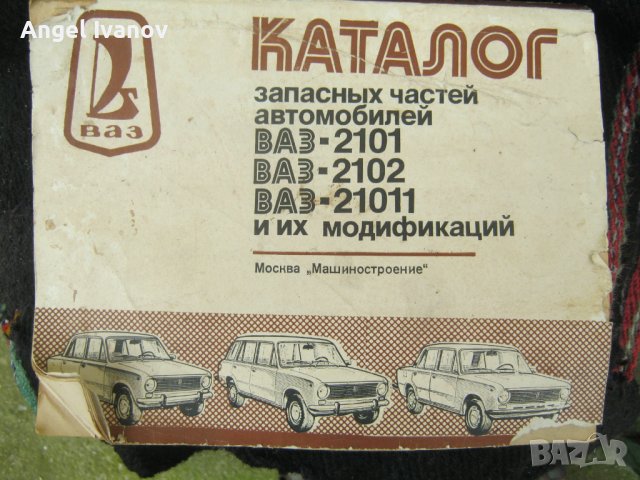 Angel Ivanov
ваз
КАТАЛОГ
запасных частей
автомобилей
ВАЗ-2101
ВАЗ-2102
ВАЗ-21011
и их модификаций
Москва „Машиностроение“
BAZAR